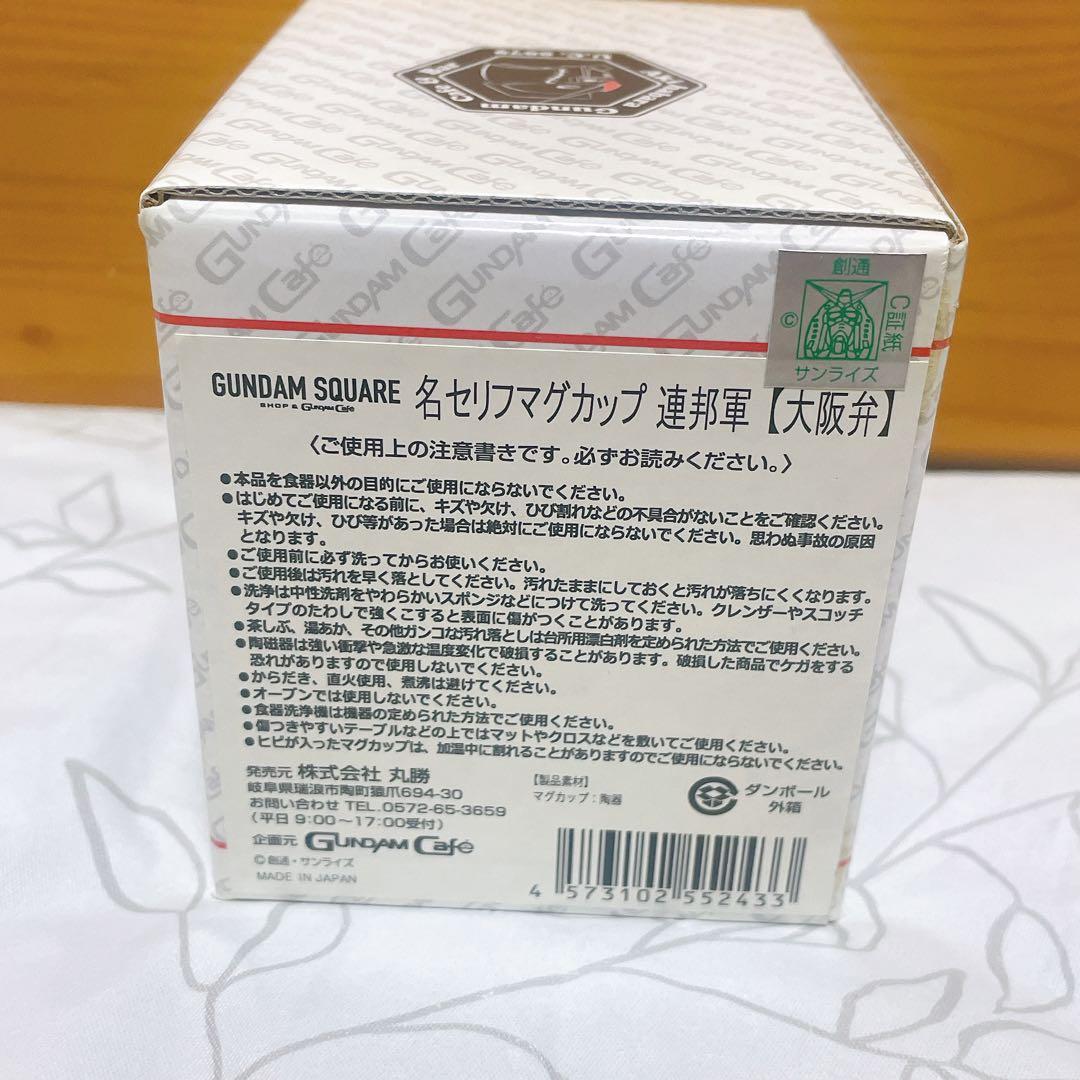 Gundam Café
U.C. 0079
GUNDAM Café
創通
C証紙
©
サンライズ
GUNDAM SQUARE
SHOP & GUNDAM Café
名セリフマグカップ 連邦軍【大阪弁】
〈ご使用上の注意書きです。必ずお読みください。〉
●本品を食器以外の目的にご使用にならないでください。
●はじめてご使用になる前に、キズや欠け、ひび割れなどの不具合がないことをご確認ください。
キズや欠け、ひび等があった場合は絶対にご使用にならないでください。思わぬ事故の原因
となります。
●ご使用前に必ず洗ってからお使いください。
●ご使用後は汚れを早く落としてください。汚れたままにしておくと汚れが落ちにくくなります。
●洗浄は中性洗剤をやわらかいスポンジなどにつけて洗ってください。クレンザーやスコッチ
タイプのたわしで強くこすると表面に傷がつくことがあります。
●茶しぶ、湯あか、その他ガンコな汚れ落としは台所用漂白剤を定められた方法でご使用ください。
●陶磁器は強い衝撃や急激な温度変化で破損することがあります。破損した商品でケガをする
恐れがありますので使用しないでください。
●からだき、直火使用、煮沸は避けてください。
●オーブンでは使用しないでください。
●食器洗浄機は機器の定められた方法でご使用ください。
●傷つきやすいテーブルなどの上ではマットやクロスなどを敷いてご使用ください。
●ヒビが入ったマグカップは、加温中に割れることがありますのでご使用にならないでください。
発売元 株式会社 丸勝
岐阜県瑞浪市陶町猿爪694-30
お問い合わせ TEL.0572-65-3659
(平日 9:00～17:00受付)
企画元 GUNDAM Café
©創通・サンライズ
MADE IN JAPAN
【製品素材】
マグカップ：陶器
ダンボール
外箱
4 573102 552433